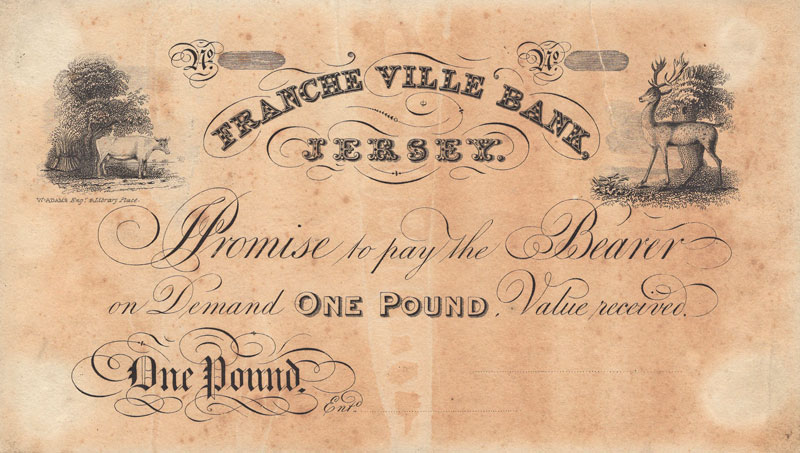 No. No.
FRANCHE VILLE BANK,
JERSEY.
I Promise to pay the Bearer
on Demand ONE POUND, Value received.
One Pound.
Entd.